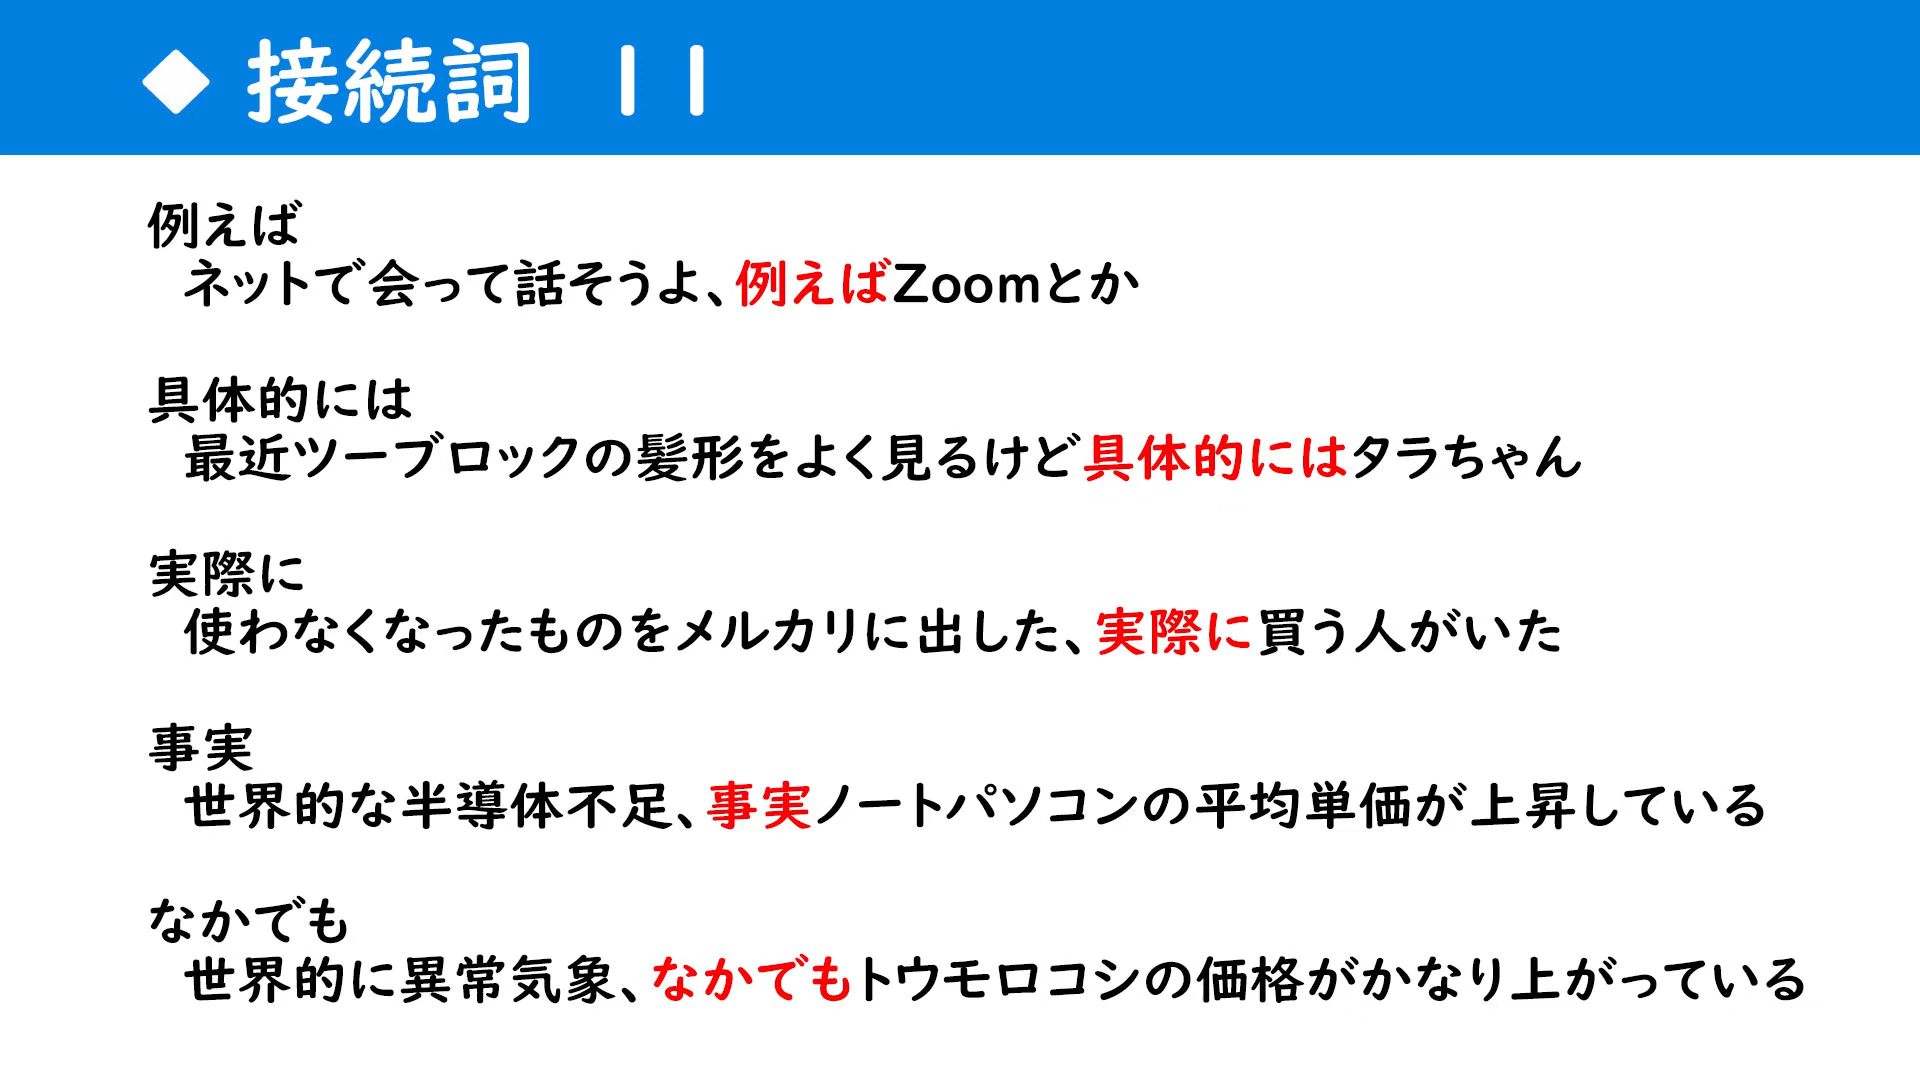 ◆ 接続詞 11
例えば
ネットで会って話そうよ、例えばZoomとか
具体的には
最近ツーブロックの髪形をよく見るけど具体的にはタラちゃん
実際に
使わなくなったものをメルカリに出した、実際に買う人がいた
事実
世界的な半導体不足、事実ノートパソコンの平均単価が上昇している
なかでも
世界的に異常気象、なかでもトウモロコシの価格がかなり上がっている